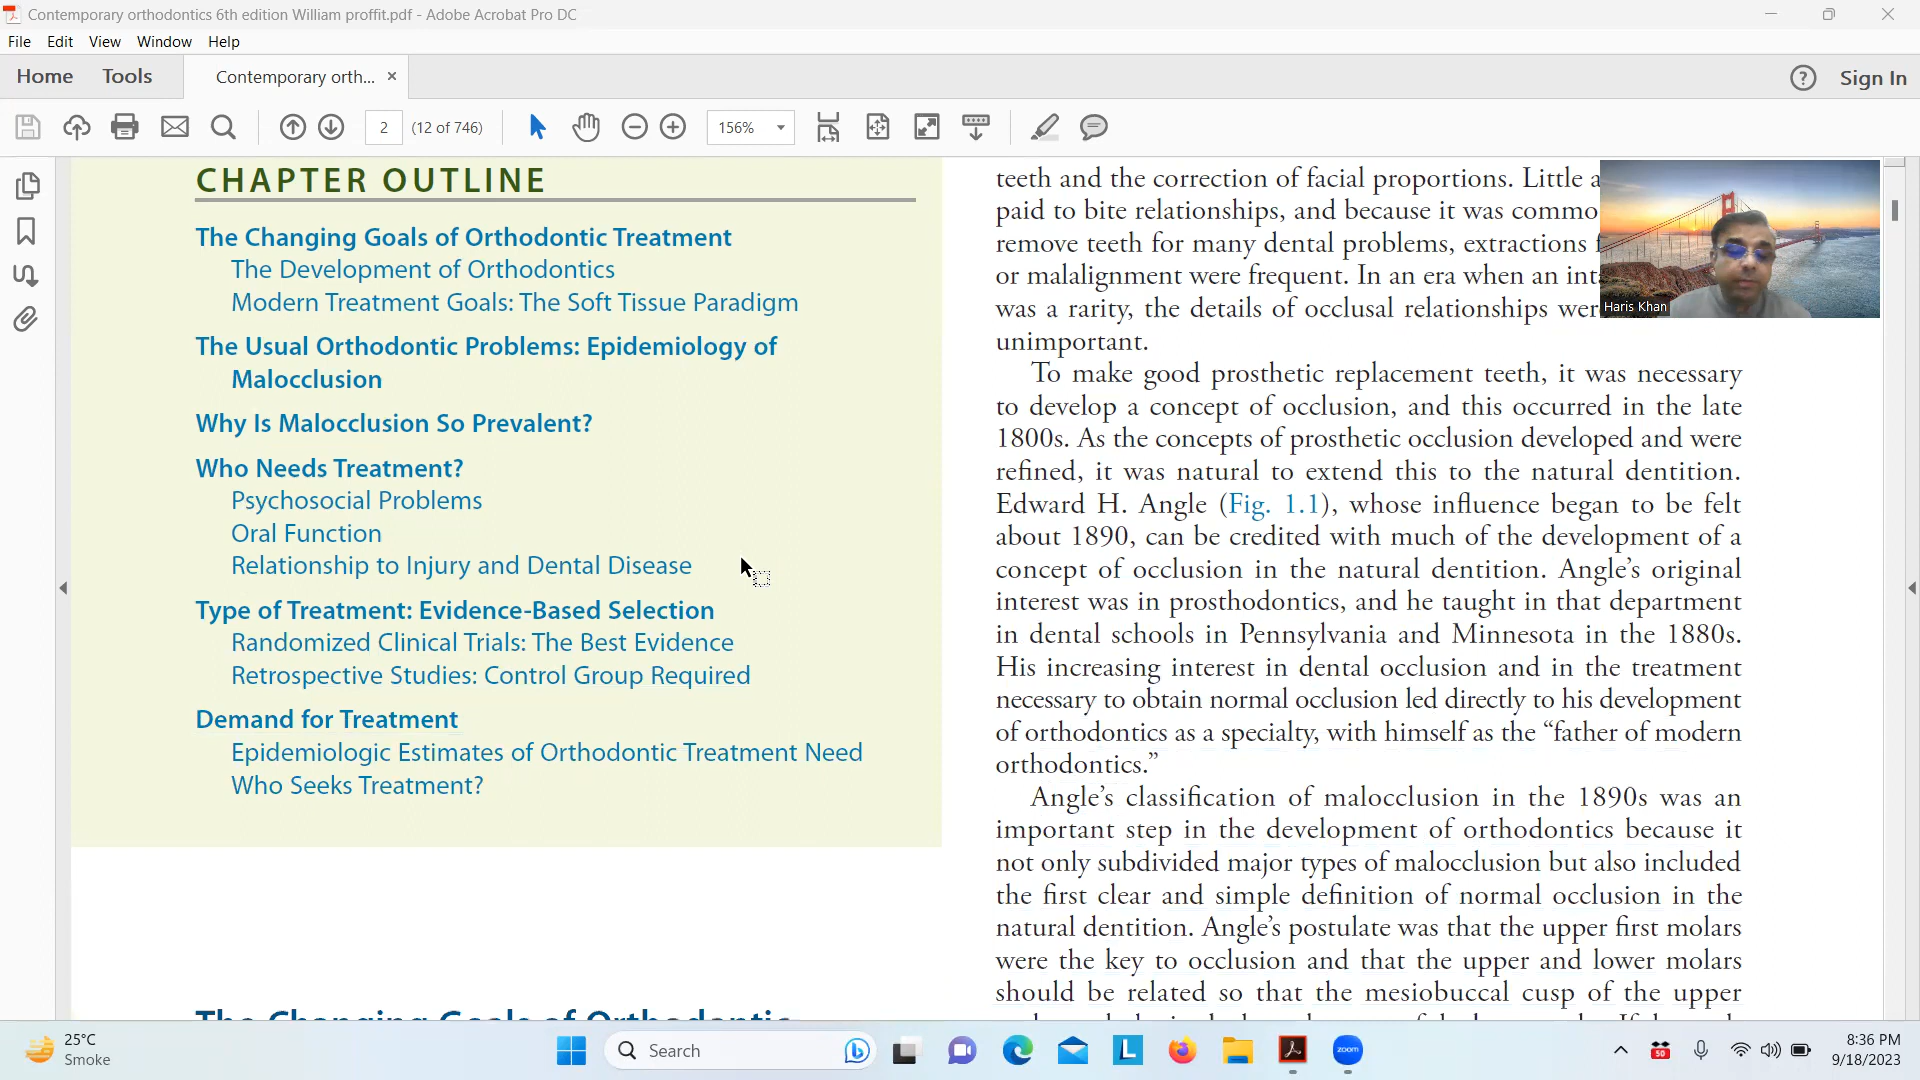 Contemporary orthodontics 6th edition William proffit.pdf - Adobe Acrobat Pro DC
File Edit View Window Help
Home Tools Contemporary orth... Sign In
2 (12 of 746) 156%
CHAPTER OUTLINE
The Changing Goals of Orthodontic Treatment
The Development of Orthodontics
Modern Treatment Goals: The Soft Tissue Paradigm
The Usual Orthodontic Problems: Epidemiology of
Malocclusion
Why Is Malocclusion So Prevalent?
Who Needs Treatment?
Psychosocial Problems
Oral Function
Relationship to Injury and Dental Disease
Type of Treatment: Evidence-Based Selection
Randomized Clinical Trials: The Best Evidence
Retrospective Studies: Control Group Required
Demand for Treatment
Epidemiologic Estimates of Orthodontic Treatment Need
Who Seeks Treatment?
The Changing Goals of Orthodontic
teeth and the correction of facial proportions. Little
paid to bite relationships, and because it was
remove teeth for many dental problems, extractions
or malalignment were frequent. In an era when an
was a rarity, the details of occlusal relationships
unimportant.
To make good prosthetic replacement teeth, it was necessary
to develop a concept of occlusion, and this occurred in the late
1800s. As the concepts of prosthetic occlusion developed and were
refined, it was natural to extend this to the natural dentition.
Edward H. Angle (Fig. 1.1), whose influence began to be felt
about 1890, can be credited with much of the development of a
concept of occlusion in the natural dentition. Angle's original
interest was in prosthodontics, and he taught in that department
in dental schools in Pennsylvania and Minnesota in the 1880s.
His increasing interest in dental occlusion and in the treatment
necessary to obtain normal occlusion led directly to his development
of orthodontics as a specialty, with himself as the “father of modern
orthodontics.”
Angle's classification of malocclusion in the 1890s was an
important step in the development of orthodontics because it
not only subdivided major types of malocclusion but also included
the first clear and simple definition of normal occlusion in the
natural dentition. Angle's postulate was that the upper first molars
were the key to occlusion and that the upper and lower molars
should be related so that the mesiobuccal cusp of the upper
Haris Khan
25°C
Smoke
Search
zoom
50
8:36 PM
9/18/2023